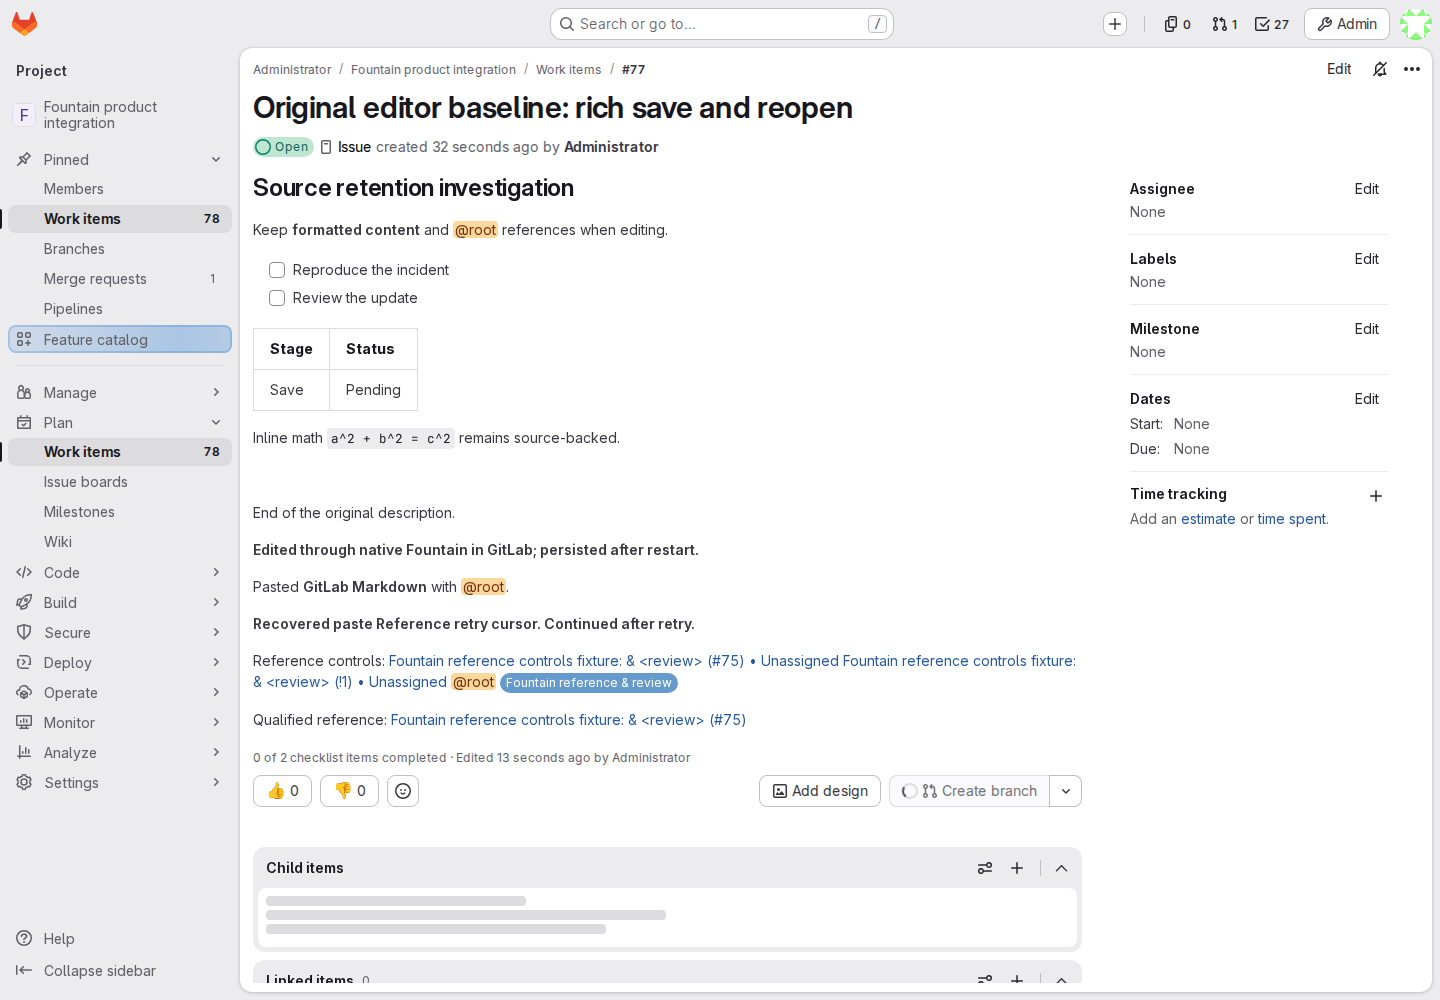 Search or go to...
/
0
1
27
Admin
Project
F
Fountain product integration
Pinned
Members
Work items 78
Branches
Merge requests 1
Pipelines
Feature catalog
Manage
Plan
Work items 78
Issue boards
Milestones
Wiki
Code
Build
Secure
Deploy
Operate
Monitor
Analyze
Settings
Help
Collapse sidebar
Administrator / Fountain product integration / Work items / #77
Edit
Original editor baseline: rich save and reopen
Open Issue created 32 seconds ago by Administrator
Source retention investigation
Keep formatted content and @root references when editing.
Reproduce the incident
Review the update
Stage Status
Save Pending
Inline math a^2 + b^2 = c^2 remains source-backed.
End of the original description.
Edited through native Fountain in GitLab; persisted after restart.
Pasted GitLab Markdown with @root.
Recovered paste Reference retry cursor. Continued after retry.
Reference controls: Fountain reference controls fixture: & <review> (#75) • Unassigned Fountain reference controls fixture:
& <review> (!1) • Unassigned @root Fountain reference & review
Qualified reference: Fountain reference controls fixture: & <review> (#75)
0 of 2 checklist items completed · Edited 13 seconds ago by Administrator
👍 0
👎 0
Add design
Create branch
Child items
Linked items 0
Assignee Edit
None
Labels Edit
None
Milestone Edit
None
Dates Edit
Start: None
Due: None
Time tracking
Add an estimate or time spent.